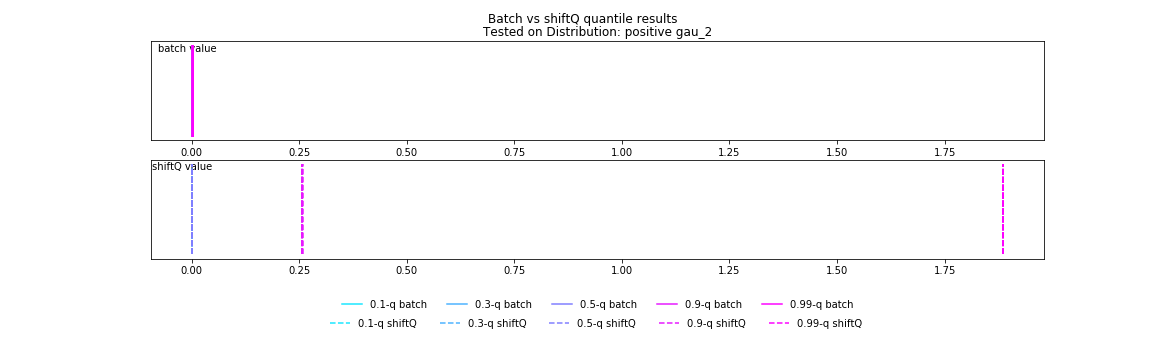 Batch vs shiftQ quantile results
Tested on Distribution: positive gau_2
batch value
0.00 0.25 0.50 0.75 1.00 1.25 1.50 1.75
shiftQ value
0.00 0.25 0.50 0.75 1.00 1.25 1.50 1.75
0.1-q batch 0.3-q batch 0.5-q batch 0.9-q batch 0.99-q batch
0.1-q shiftQ 0.3-q shiftQ 0.5-q shiftQ 0.9-q shiftQ 0.99-q shiftQ